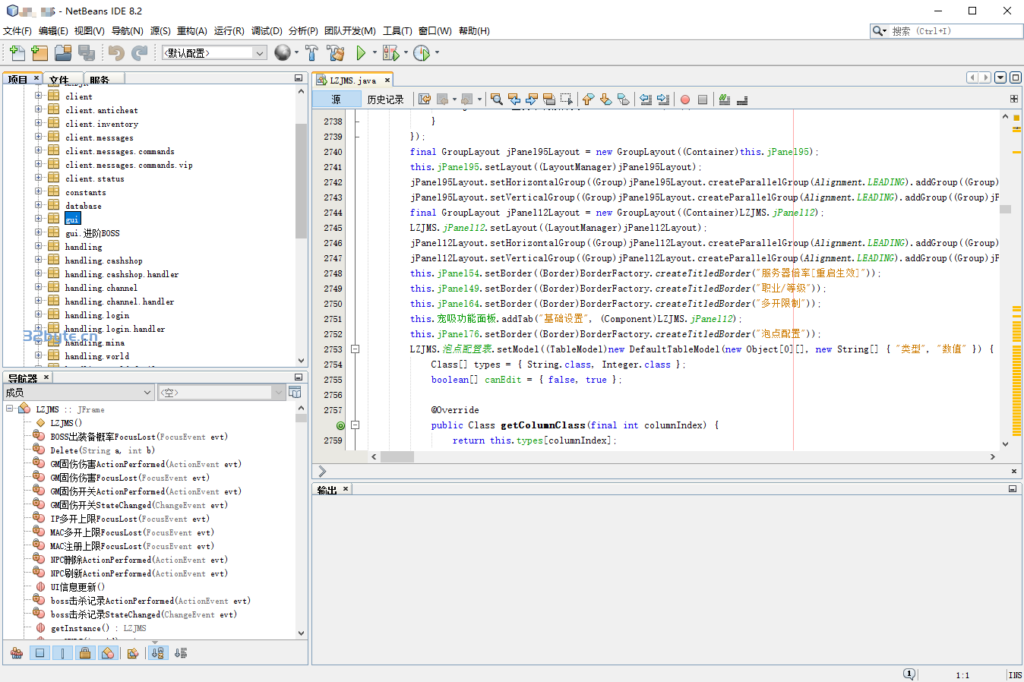 - NetBeans IDE 8.2
文件(F) 编辑(E) 视图(V) 导航(N) 源(S) 重构(A) 运行(R) 调试(D) 分析(P) 团队开发(M) 工具(T) 窗口(W) 帮助(H)
搜索 (Ctrl+I)
<默认配置>
项目 × 文件 服务
client
client.anticheat
client.inventory
client.messages
client.messages.commands
client.messages.commands.vip
client.status
constants
database
gui
gui.进阶BOSS
handling
handling.cashshop
handling.cashshop.handler
handling.channel
handling.channel.handler
handling.login
handling.login.handler
handling.mina
handling.world
32byte.cn
导航器 ×
成员 <空>
LZJMS :: JFrame
LZJMS()
BOSS出装备概率FocusLost(FocusEvent evt)
Delete(String a, int b)
GM固伤伤害ActionPerformed(ActionEvent evt)
GM固伤伤害FocusLost(FocusEvent evt)
GM固伤开关ActionPerformed(ActionEvent evt)
GM固伤开关StateChanged(ChangeEvent evt)
IP多开上限FocusLost(FocusEvent evt)
MAC多开上限FocusLost(FocusEvent evt)
MAC注册上限FocusLost(FocusEvent evt)
NPC删除ActionPerformed(ActionEvent evt)
NPC刷新ActionPerformed(ActionEvent evt)
UI信息更新()
boss击杀记录ActionPerformed(ActionEvent evt)
boss击杀记录StateChanged(ChangeEvent evt)
getInstance() : LZJMS
LZJMS.java ×
源 历史记录
2738 }
2739 });
2740 final GroupLayout jPanel95Layout = new GroupLayout((Container)this.jPanel95);
2741 this.jPanel95.setLayout((LayoutManager)jPanel95Layout);
2742 jPanel95Layout.setHorizontalGroup((Group)jPanel95Layout.createParallelGroup(Alignment.LEADING).addGroup((Group)
2743 jPanel95Layout.setVerticalGroup((Group)jPanel95Layout.createParallelGroup(Alignment.LEADING).addGroup((Group)jP
2744 final GroupLayout jPanel12Layout = new GroupLayout((Container)LZJMS.jPanel12);
2745 LZJMS.jPanel12.setLayout((LayoutManager)jPanel12Layout);
2746 jPanel12Layout.setHorizontalGroup((Group)jPanel12Layout.createParallelGroup(Alignment.LEADING).addGroup((Group)
2747 jPanel12Layout.setVerticalGroup((Group)jPanel12Layout.createParallelGroup(Alignment.LEADING).addGroup((Group)jP
2748 this.jPanel54.setBorder((Border)BorderFactory.createTitledBorder("服务器倍率[重启生效]"));
2749 this.jPanel49.setBorder((Border)BorderFactory.createTitledBorder("职业/等级"));
2750 this.jPanel64.setBorder((Border)BorderFactory.createTitledBorder("多开限制"));
2751 this.宠吸功能面板.addTab("基础设置", (Component)LZJMS.jPanel12);
2752 this.jPanel76.setBorder((Border)BorderFactory.createTitledBorder("泡点配置"));
2753 LZJMS.泡点配置表.setModel((TableModel)new DefaultTableModel(new Object[0][], new String[] { "类型", "数值" }) {
2754 Class[] types = { String.class, Integer.class };
2755 boolean[] canEdit = { false, true };
2756
2757 @Override
public Class getColumnClass(final int columnIndex) {
2759 return this.types[columnIndex];
输出 ×
1
1:1
INS